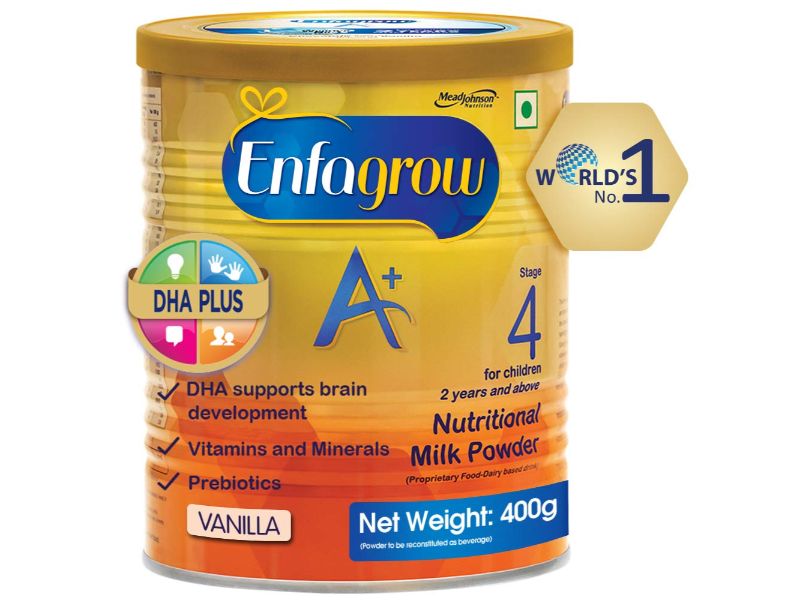 MeadJohnson
Nutrition
Enfagrow
A+
WORLD'S
No. 1
DHA PLUS
Stage
4
for children
2 years and above
DHA supports brain
development
Vitamins and Minerals
Prebiotics
Nutritional
Milk Powder
(Proprietary Food-Dairy based drink)
VANILLA
Net Weight: 400g
(Powder to be reconstituted as beverage)